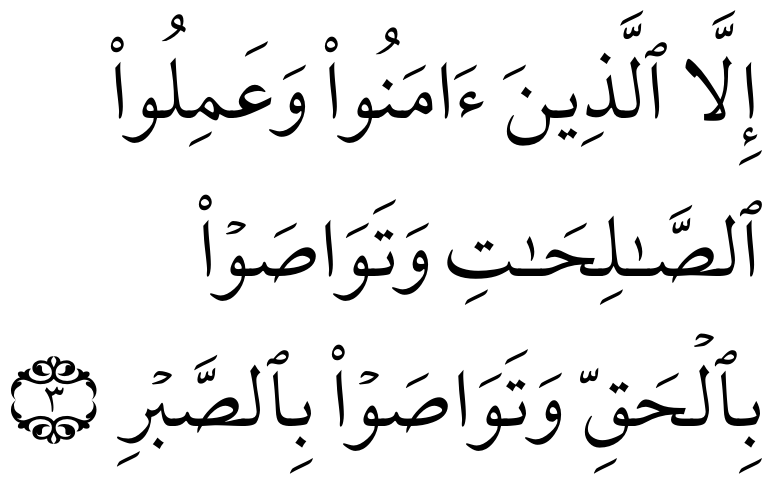 إِلَّا ٱلَّذِينَ ءَامَنُوا۟ وَعَمِلُوا۟
ٱلصَّـٰلِحَـٰتِ وَتَوَاصَوْا۟
بِٱلْحَقِّ وَتَوَاصَوْا۟ بِٱلصَّبْرِ ٣